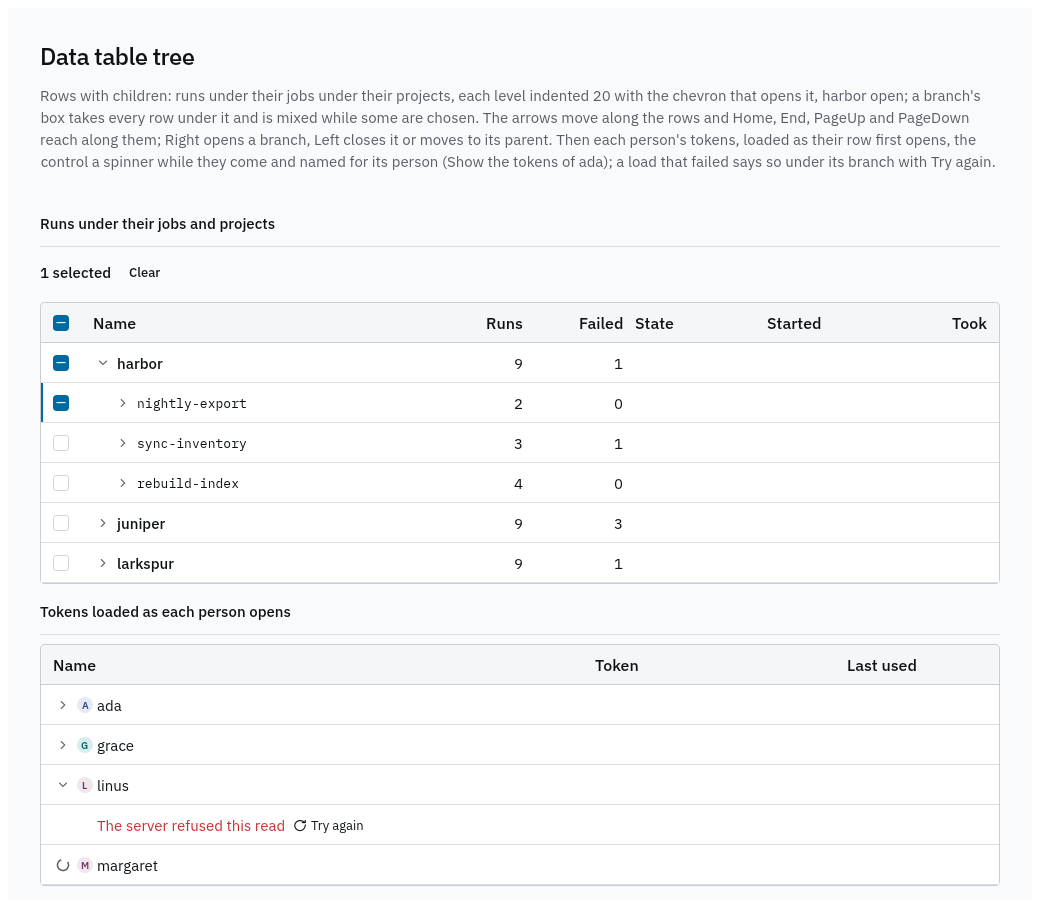 Data table tree
Rows with children: runs under their jobs under their projects, each level indented 20 with the chevron that opens it, harbor open; a branch's
box takes every row under it and is mixed while some are chosen. The arrows move along the rows and Home, End, PageUp and PageDown
reach along them; Right opens a branch, Left closes it or moves to its parent. Then each person's tokens, loaded as their row first opens, the
control a spinner while they come and named for its person (Show the tokens of ada); a load that failed says so under its branch with Try again.
Runs under their jobs and projects
1 selected Clear
Name Runs Failed State Started Took
harbor 9 1
nightly-export 2 0
sync-inventory 3 1
rebuild-index 4 0
juniper 9 3
larkspur 9 1
Tokens loaded as each person opens
Name Token Last used
A ada
G grace
L linus
The server refused this read Try again
M margaret